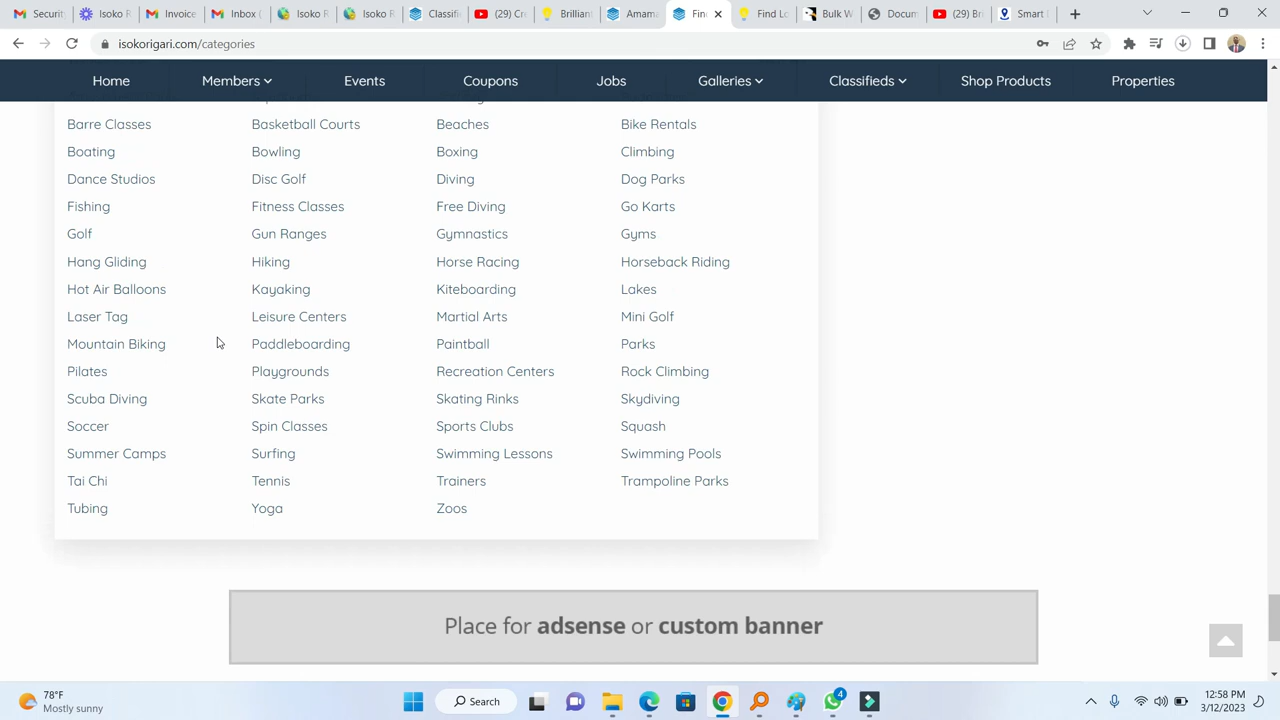 Security Isoko R Invoice Inbox ( Isoko R Isoko R Classifi (29) Cr Brillian Amama Find Find Lo Bulk W Docum (29) Br Smart
isokorigari.com/categories
Home Members Events Coupons Jobs Galleries Classifieds Shop Products Properties
Barre Classes Basketball Courts Beaches Bike Rentals
Boating Bowling Boxing Climbing
Dance Studios Disc Golf Diving Dog Parks
Fishing Fitness Classes Free Diving Go Karts
Golf Gun Ranges Gymnastics Gyms
Hang Gliding Hiking Horse Racing Horseback Riding
Hot Air Balloons Kayaking Kiteboarding Lakes
Laser Tag Leisure Centers Martial Arts Mini Golf
Mountain Biking Paddleboarding Paintball Parks
Pilates Playgrounds Recreation Centers Rock Climbing
Scuba Diving Skate Parks Skating Rinks Skydiving
Soccer Spin Classes Sports Clubs Squash
Summer Camps Surfing Swimming Lessons Swimming Pools
Tai Chi Tennis Trainers Trampoline Parks
Tubing Yoga Zoos
Place for adsense or custom banner
78°F
Mostly sunny
Search
4
12:58 PM
3/12/2023